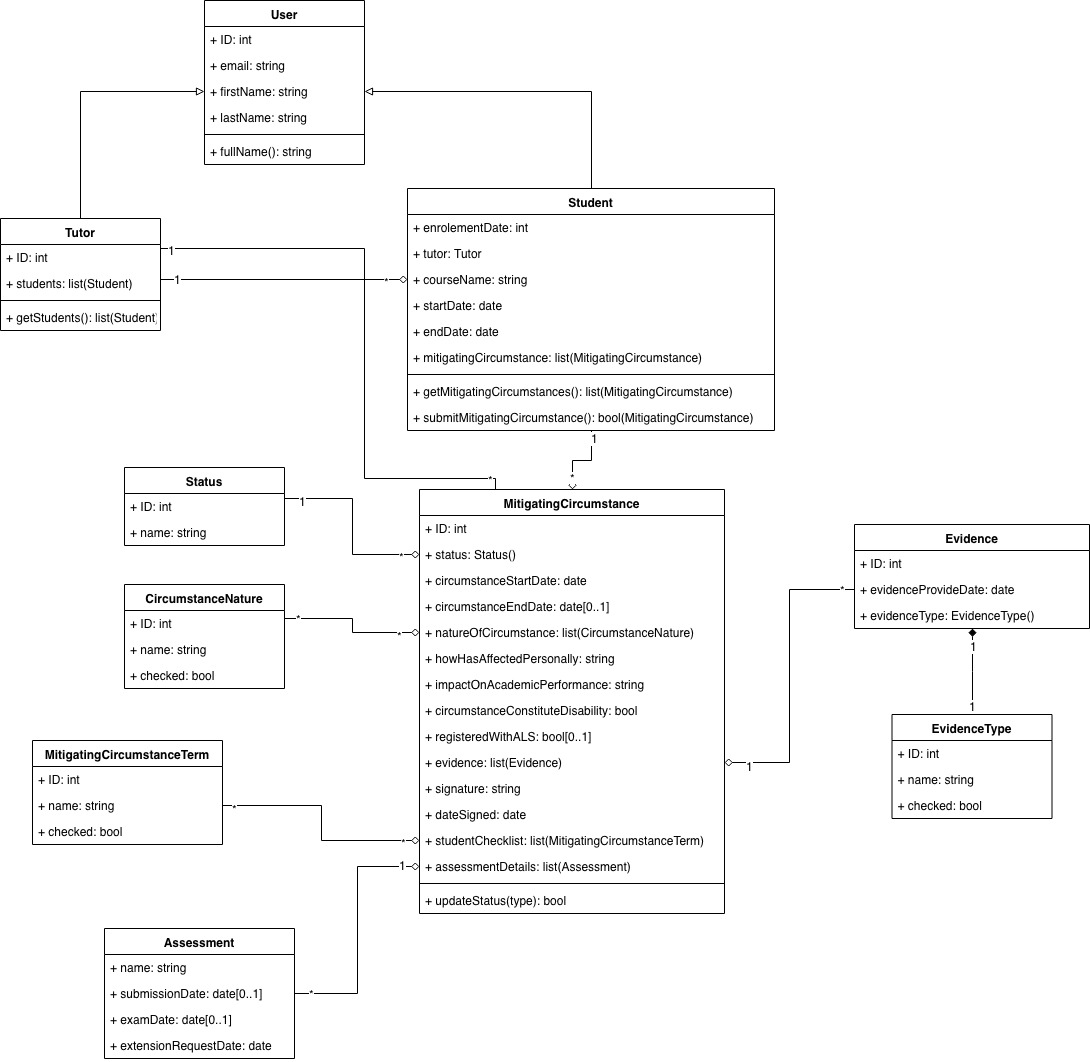 User
+ ID: int
+ email: string
+ firstName: string
+ lastName: string
+ fullName(): string
Student
+ enrolementDate: int
+ tutor: Tutor
+ courseName: string
+ startDate: date
+ endDate: date
+ mitigatingCircumstance: list(MitigatingCircumstance)
+ getMitigatingCircumstances(): list(MitigatingCircumstance)
+ submitMitigatingCircumstance(): bool(MitigatingCircumstance)
Tutor
+ ID: int
+ students: list(Student)
+ getStudents(): list(Student)
1
1
*
1
*
*
Status
+ ID: int
+ name: string
1
*
CircumstanceNature
+ ID: int
+ name: string
+ checked: bool
*
*
MitigatingCircumstanceTerm
+ ID: int
+ name: string
+ checked: bool
*
*
Assessment
+ name: string
+ submissionDate: date[0..1]
+ examDate: date[0..1]
+ extensionRequestDate: date
*
1
MitigatingCircumstance
+ ID: int
+ status: Status()
+ circumstanceStartDate: date
+ circumstanceEndDate: date[0..1]
+ natureOfCircumstance: list(CircumstanceNature)
+ howHasAffectedPersonally: string
+ impactOnAcademicPerformance: string
+ circumstanceConstituteDisability: bool
+ registeredWithALS: bool[0..1]
+ evidence: list(Evidence)
+ signature: string
+ dateSigned: date
+ studentChecklist: list(MitigatingCircumstanceTerm)
+ assessmentDetails: list(Assessment)
+ updateStatus(type): bool
1
*
Evidence
+ ID: int
+ evidenceProvideDate: date
+ evidenceType: EvidenceType()
1
1
EvidenceType
+ ID: int
+ name: string
+ checked: bool